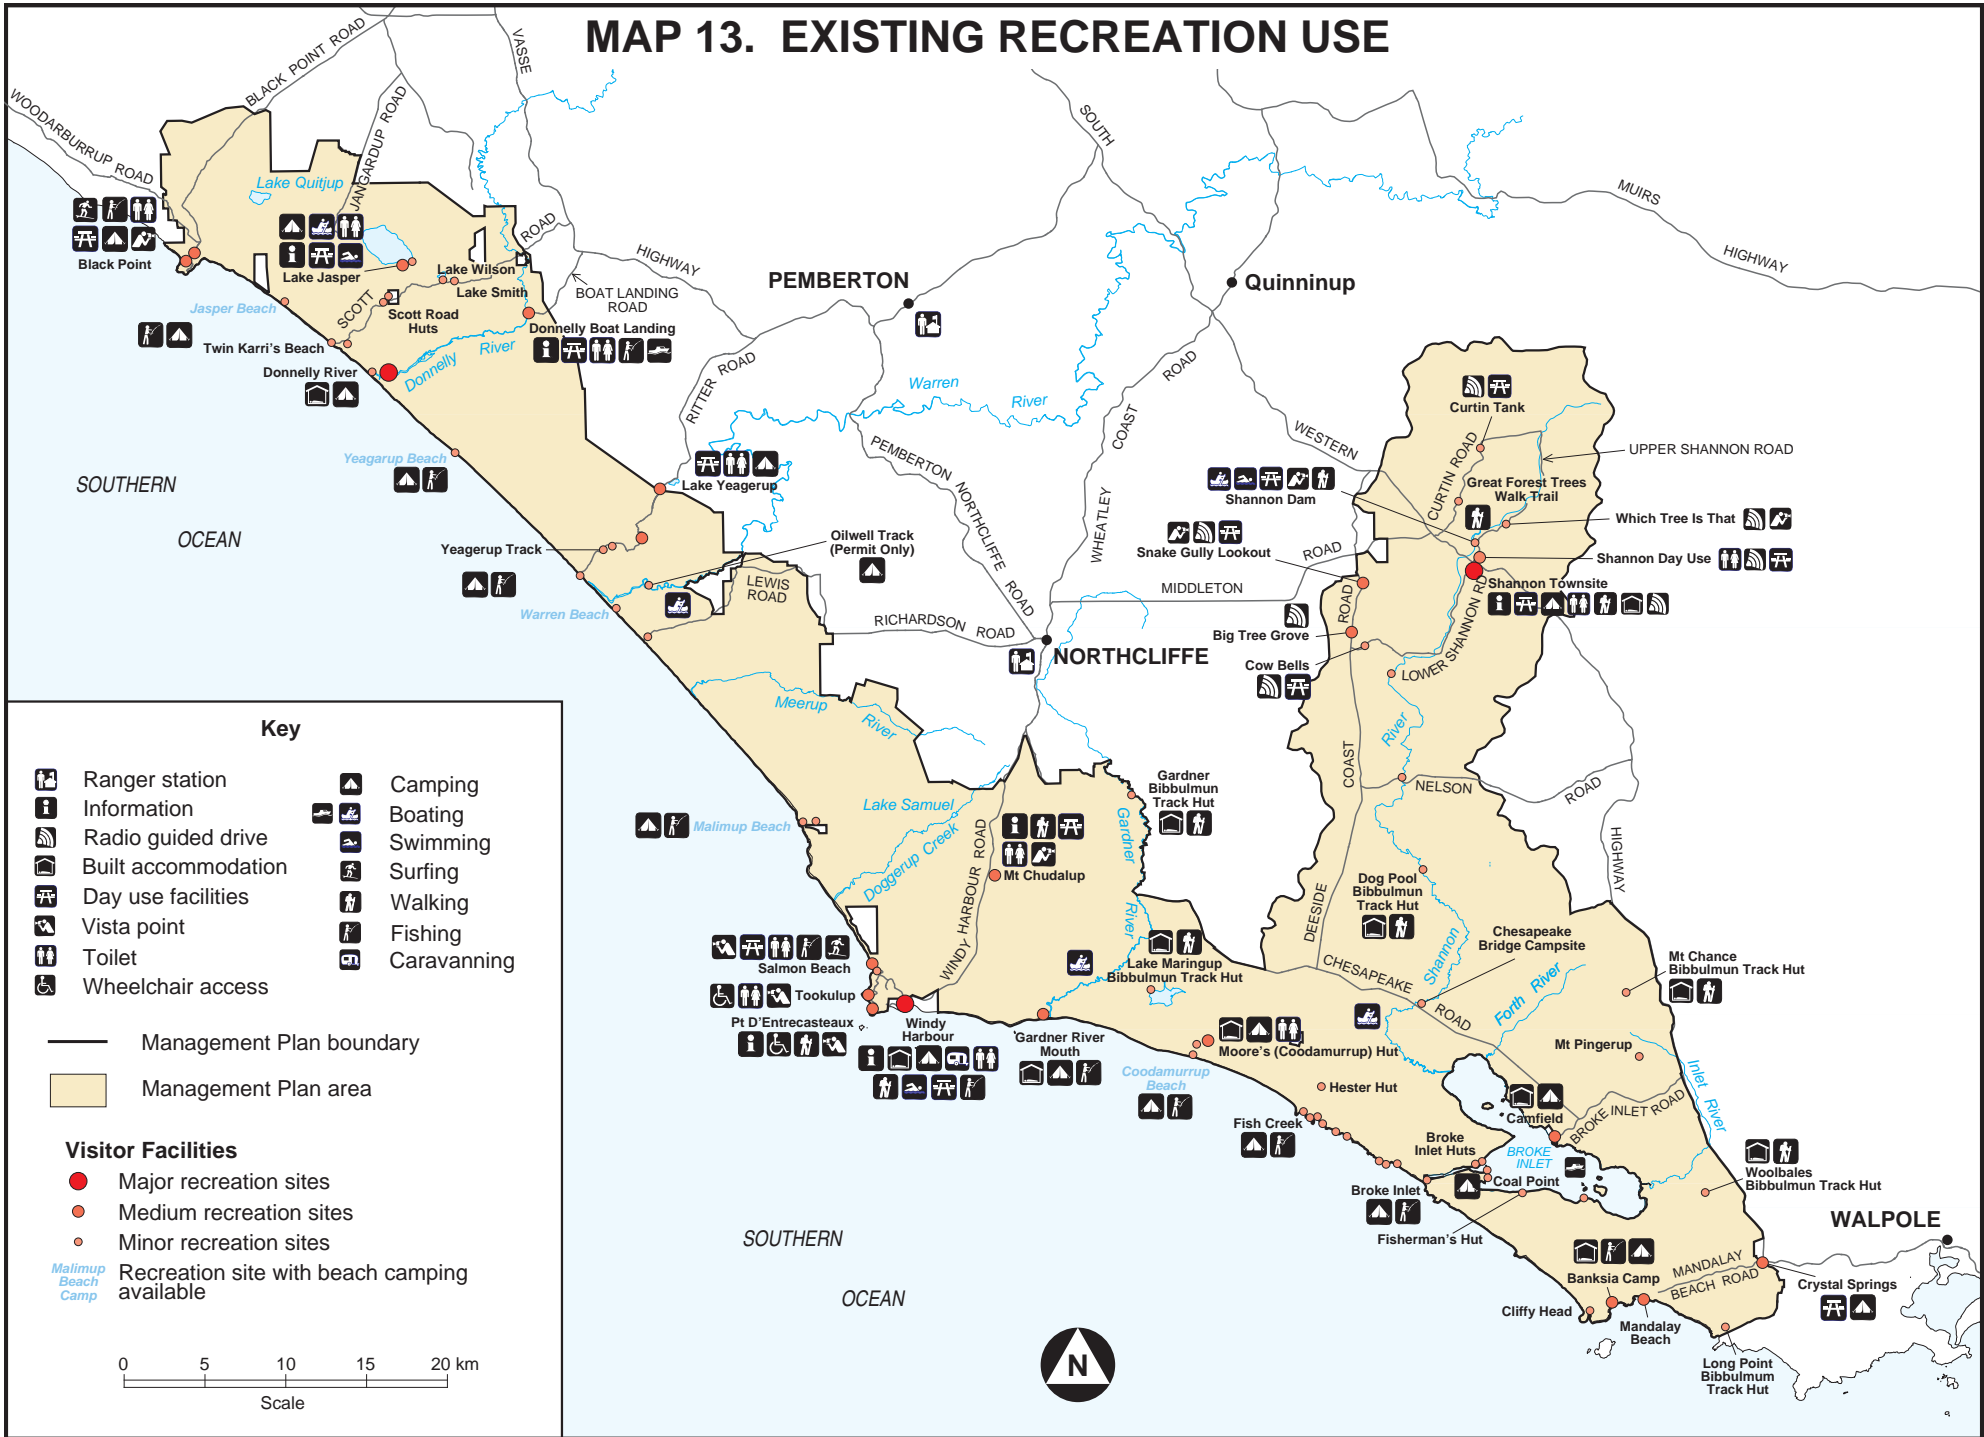 MAP 13. EXISTING RECREATION USE
BLACK POINT ROAD
VASSE
WOODARBURRUP ROAD
JANGARDUP ROAD
SOUTH
MUIRS
HIGHWAY
Lake Quitjup
ROAD
HIGHWAY
Black Point
Lake Jasper
Lake Wilson
Lake Smith
BOAT LANDING
ROAD
PEMBERTON
Quinninup
Jasper Beach
SCOTT
Scott Road
Huts
Donnelly Boat Landing
Twin Karri's Beach
Donnelly River
Donnelly
River
RITTER ROAD
Warren
River
COAST
ROAD
WESTERN
Curtin Tank
CURTIN ROAD
UPPER SHANNON ROAD
Great Forest Trees
Walk Trail
Yeagarup Beach
SOUTHERN
OCEAN
Lake Yeagerup
PEMBERTON
NORTHCLIFFE
ROAD
WHEATLEY
Shannon Dam
Which Tree Is That
Snake Gully Lookout
ROAD
Shannon Day Use
Yeagerup Track
Oilwell Track
(Permit Only)
LEWIS
ROAD
MIDDLETON
Shannon Townsite
Warren Beach
RICHARDSON ROAD
ROAD
Big Tree Grove
NORTHCLIFFE
Cow Bells
LOWER SHANNON RD
Meerup
River
River
COAST
NELSON
ROAD
HIGHWAY
Key
Ranger station
Information
Radio guided drive
Built accommodation
Day use facilities
Vista point
Toilet
Wheelchair access
Camping
Boating
Swimming
Surfing
Walking
Fishing
Caravanning
Management Plan boundary
Management Plan area
Visitor Facilities
Major recreation sites
Medium recreation sites
Minor recreation sites
Malimup
Beach
Camp
Recreation site with beach camping
available
0 5 10 15 20 km
Scale
Malimup Beach
Lake Samuel
Doggerup Creek
WINDY HARBOUR ROAD
Mt Chudalup
Gardner
River
Gardner
Bibbulmun
Track Hut
Dog Pool
Bibbulmun
Track Hut
DEESIDE
Shannon
Chesapeake
Bridge Campsite
Mt Chance
Bibbulmun Track Hut
Salmon Beach
Tookulup
Pt D'Entrecasteaux
Windy
Harbour
Gardner River
Mouth
Lake Maringup
Bibbulmun Track Hut
CHESAPEAKE
ROAD
Forth River
Moore's (Coodamurrup) Hut
Mt Pingerup
Inlet River
Coodamurrup
Beach
Hester Hut
Fish Creek
Camfield
BROKE INLET ROAD
Broke
Inlet Huts
BROKE
INLET
Coal Point
Woolbales
Bibbulmun Track Hut
Broke Inlet
Fisherman's Hut
WALPOLE
SOUTHERN
OCEAN
Banksia Camp
MANDALAY
BEACH ROAD
Crystal Springs
Cliffy Head
Mandalay
Beach
Long Point
Bibbulmum
Track Hut
N